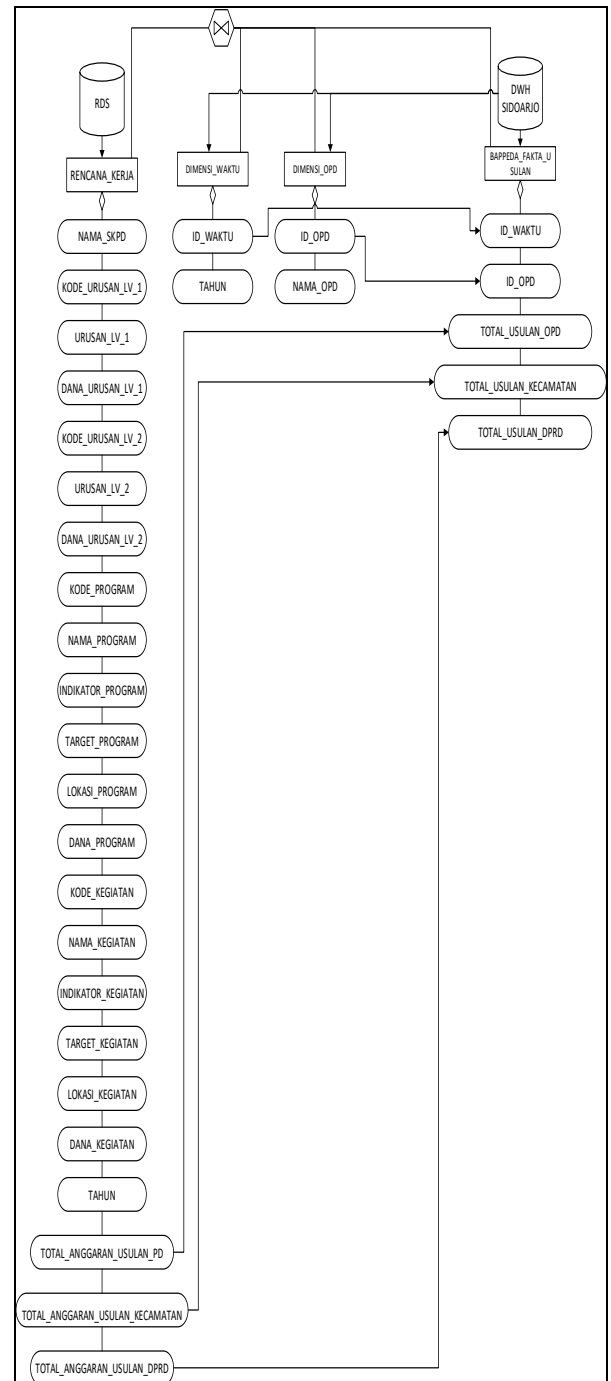 RDS
DWH
SIDOARJO
RENCANA_KERJA
DIMENSI_WAKTU
DIMENSI_OPD
BAPPEDA_FAKTA_U
SULAN
NAMA_SKPD
KODE_URUSAN_LV_1
URUSAN_LV_1
DANA_URUSAN_LV_1
KODE_URUSAN_LV_2
URUSAN_LV_2
DANA_URUSAN_LV_2
KODE_PROGRAM
NAMA_PROGRAM
INDIKATOR_PROGRAM
TARGET_PROGRAM
LOKASI_PROGRAM
DANA_PROGRAM
KODE_KEGIATAN
NAMA_KEGIATAN
INDIKATOR_KEGIATAN
TARGET_KEGIATAN
LOKASI_KEGIATAN
DANA_KEGIATAN
TAHUN
TOTAL_ANGGARAN_USULAN_PD
TOTAL_ANGGARAN_USULAN_KECAMATAN
TOTAL_ANGGARAN_USULAN_DPRD
ID_WAKTU
TAHUN
ID_OPD
NAMA_OPD
ID_WAKTU
ID_OPD
TOTAL_USULAN_OPD
TOTAL_USULAN_KECAMATAN
TOTAL_USULAN_DPRD